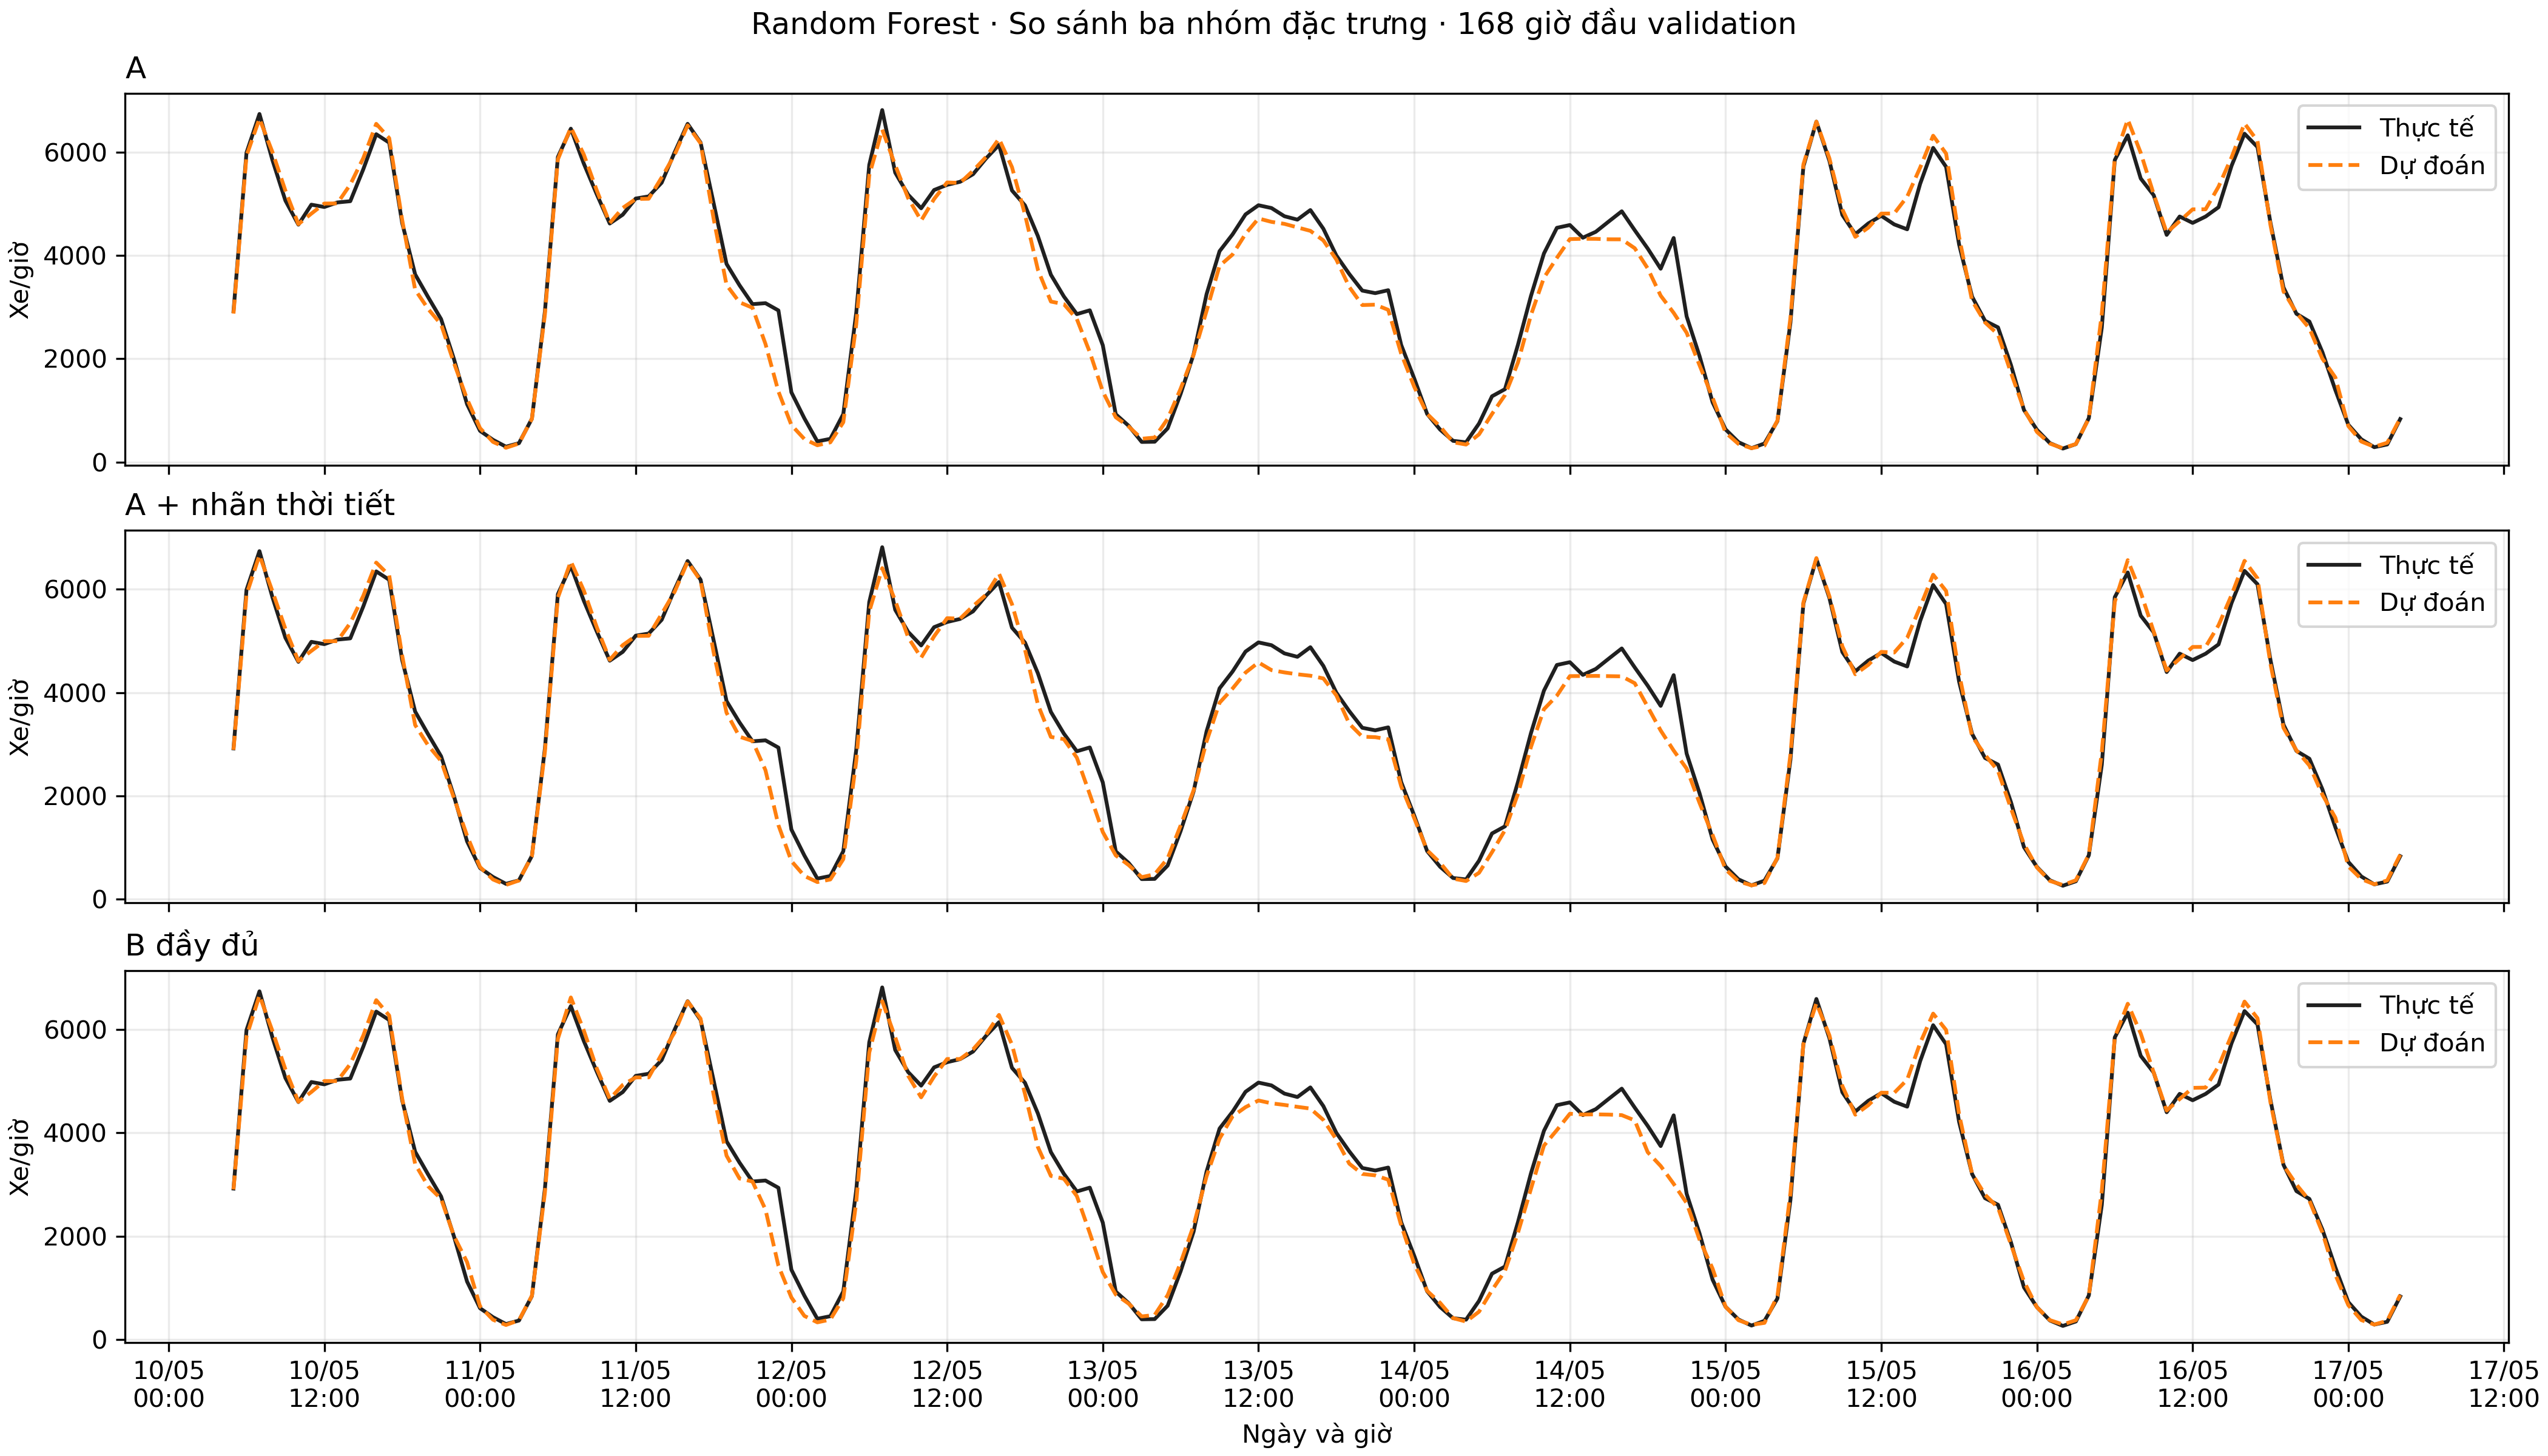 Random Forest · So sánh ba nhóm đặc trưng · 168 giờ đầu validation
A
Xe/giờ
6000
4000
2000
0
Thực tế
Dự đoán
A + nhãn thời tiết
Xe/giờ
6000
4000
2000
0
Thực tế
Dự đoán
B đầy đủ
Xe/giờ
6000
4000
2000
0
Thực tế
Dự đoán
10/05 10/05 11/05 11/05 12/05 12/05 13/05 13/05 14/05 14/05 15/05 15/05 16/05 16/05 17/05 17/05
00:00 12:00 00:00 12:00 00:00 12:00 00:00 12:00 00:00 12:00 00:00 12:00 00:00 12:00 00:00 12:00
Ngày và giờ